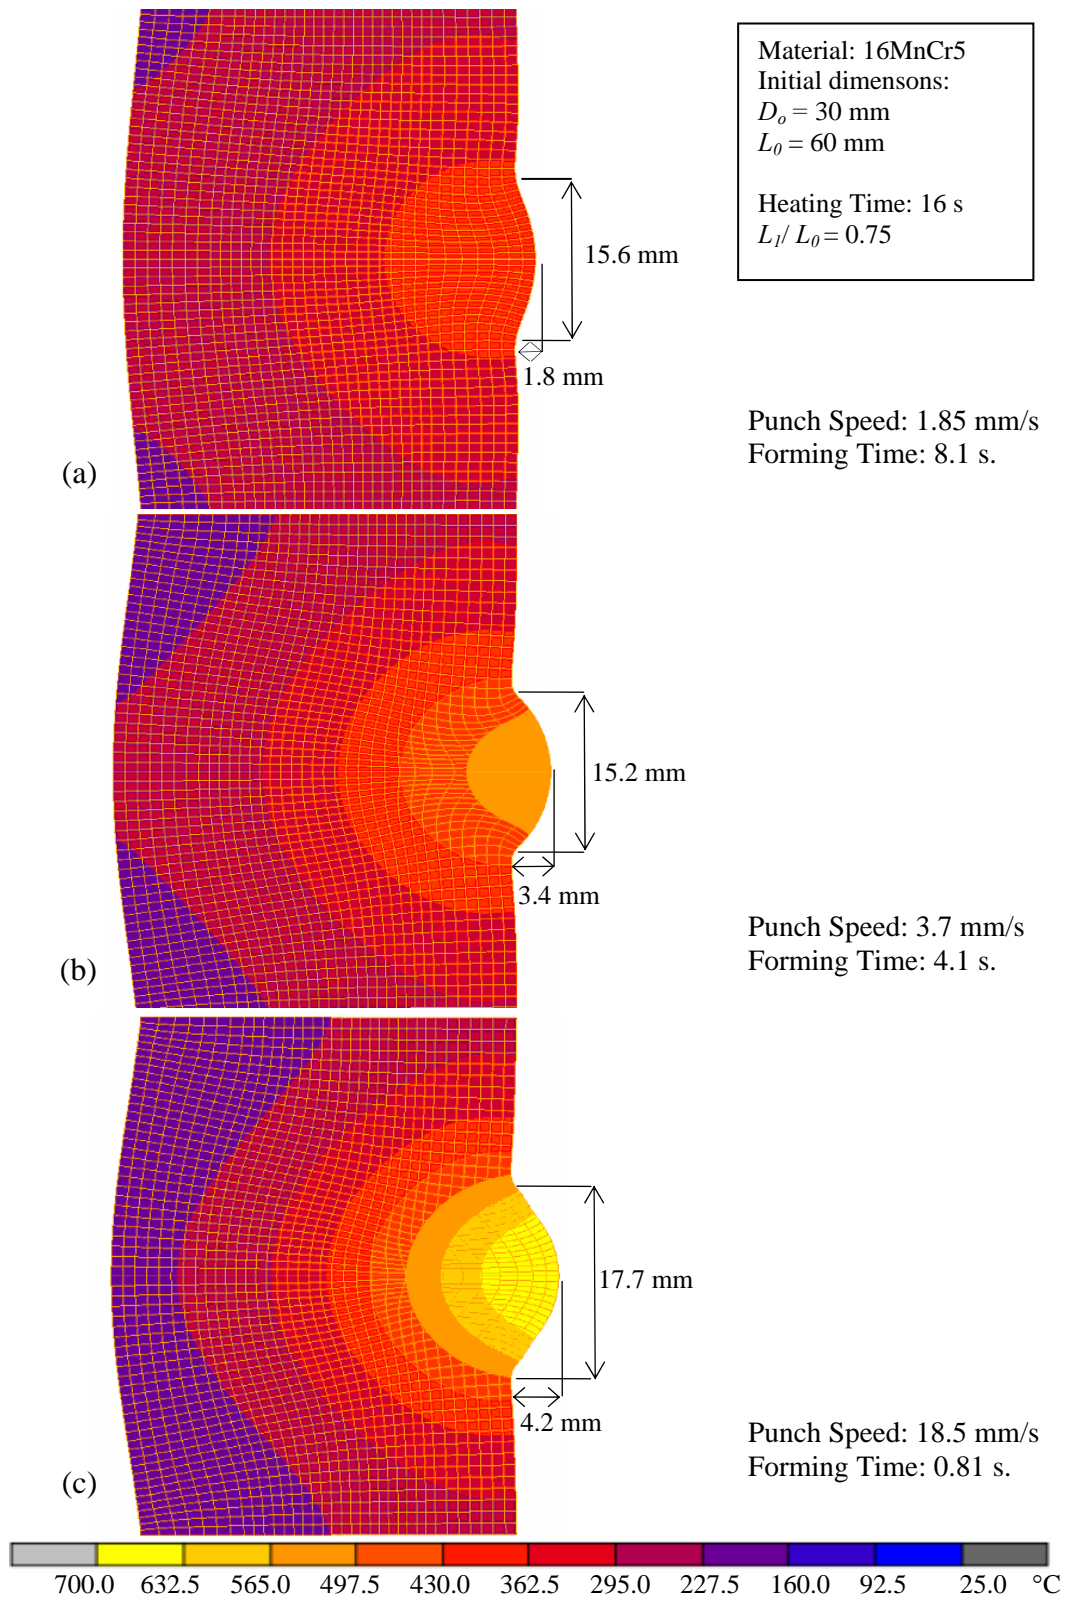 Material: 16MnCr5
Initial dimensons:
Do = 30 mm
L0 = 60 mm
Heating Time: 16 s
L1/ L0 = 0.75
15.6 mm
1.8 mm
Punch Speed: 1.85 mm/s
Forming Time: 8.1 s.
(a)
15.2 mm
3.4 mm
Punch Speed: 3.7 mm/s
Forming Time: 4.1 s.
(b)
17.7 mm
4.2 mm
Punch Speed: 18.5 mm/s
Forming Time: 0.81 s.
(c)
700.0 632.5 565.0 497.5 430.0 362.5 295.0 227.5 160.0 92.5 25.0 °C